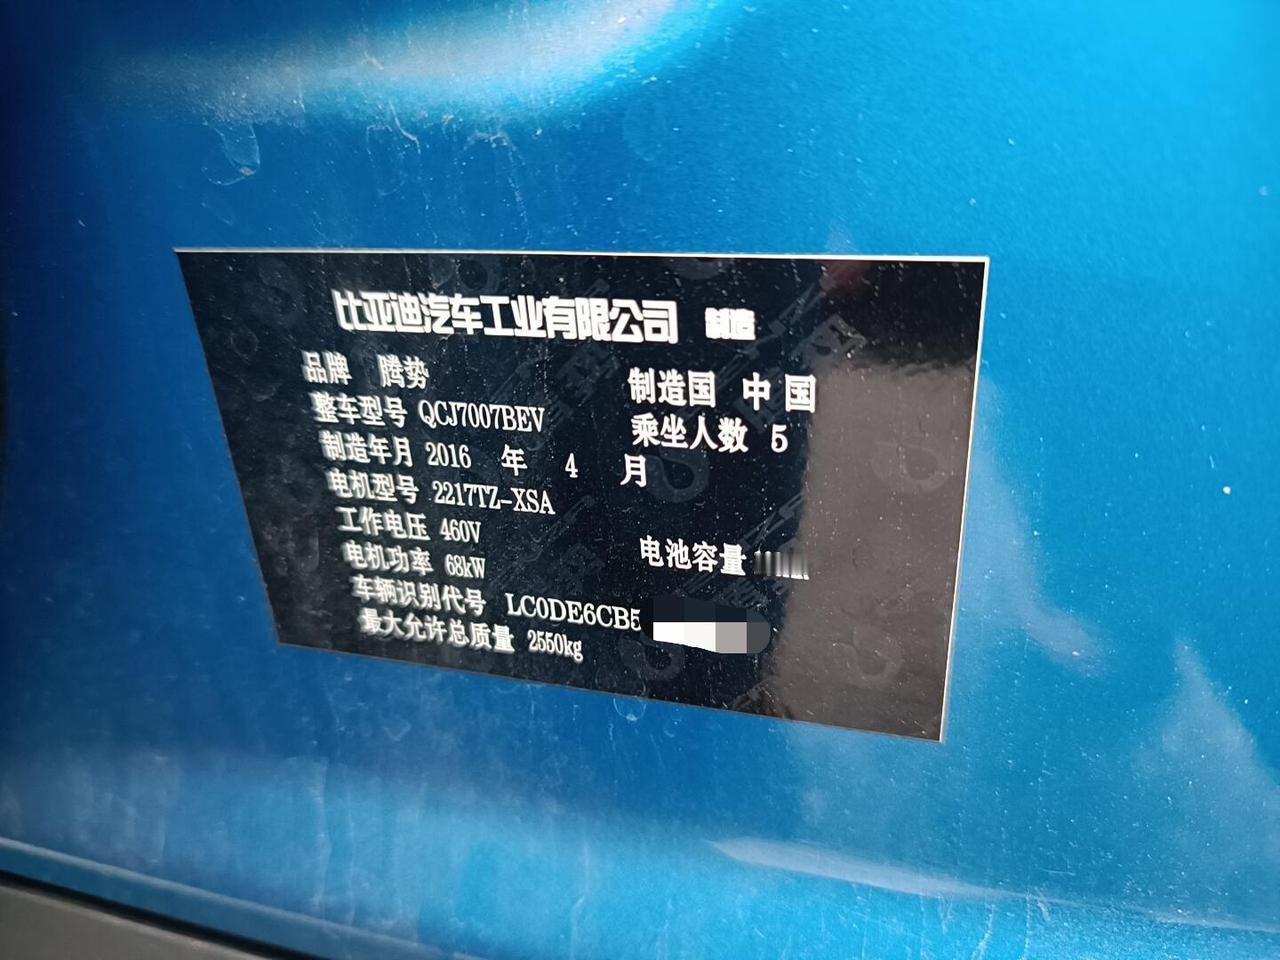 比亚迪汽车工业有限公司 制造
品牌 腾势 制造国 中国
整车型号 QCJ7007BEV 乘坐人数 5
制造年月 2016 年 4 月
电机型号 2217TZ-XSA
工作电压 460V 电池容量
电机功率 68kW
车辆识别代号 LC0DE6CB5
最大允许总质量 2550kg